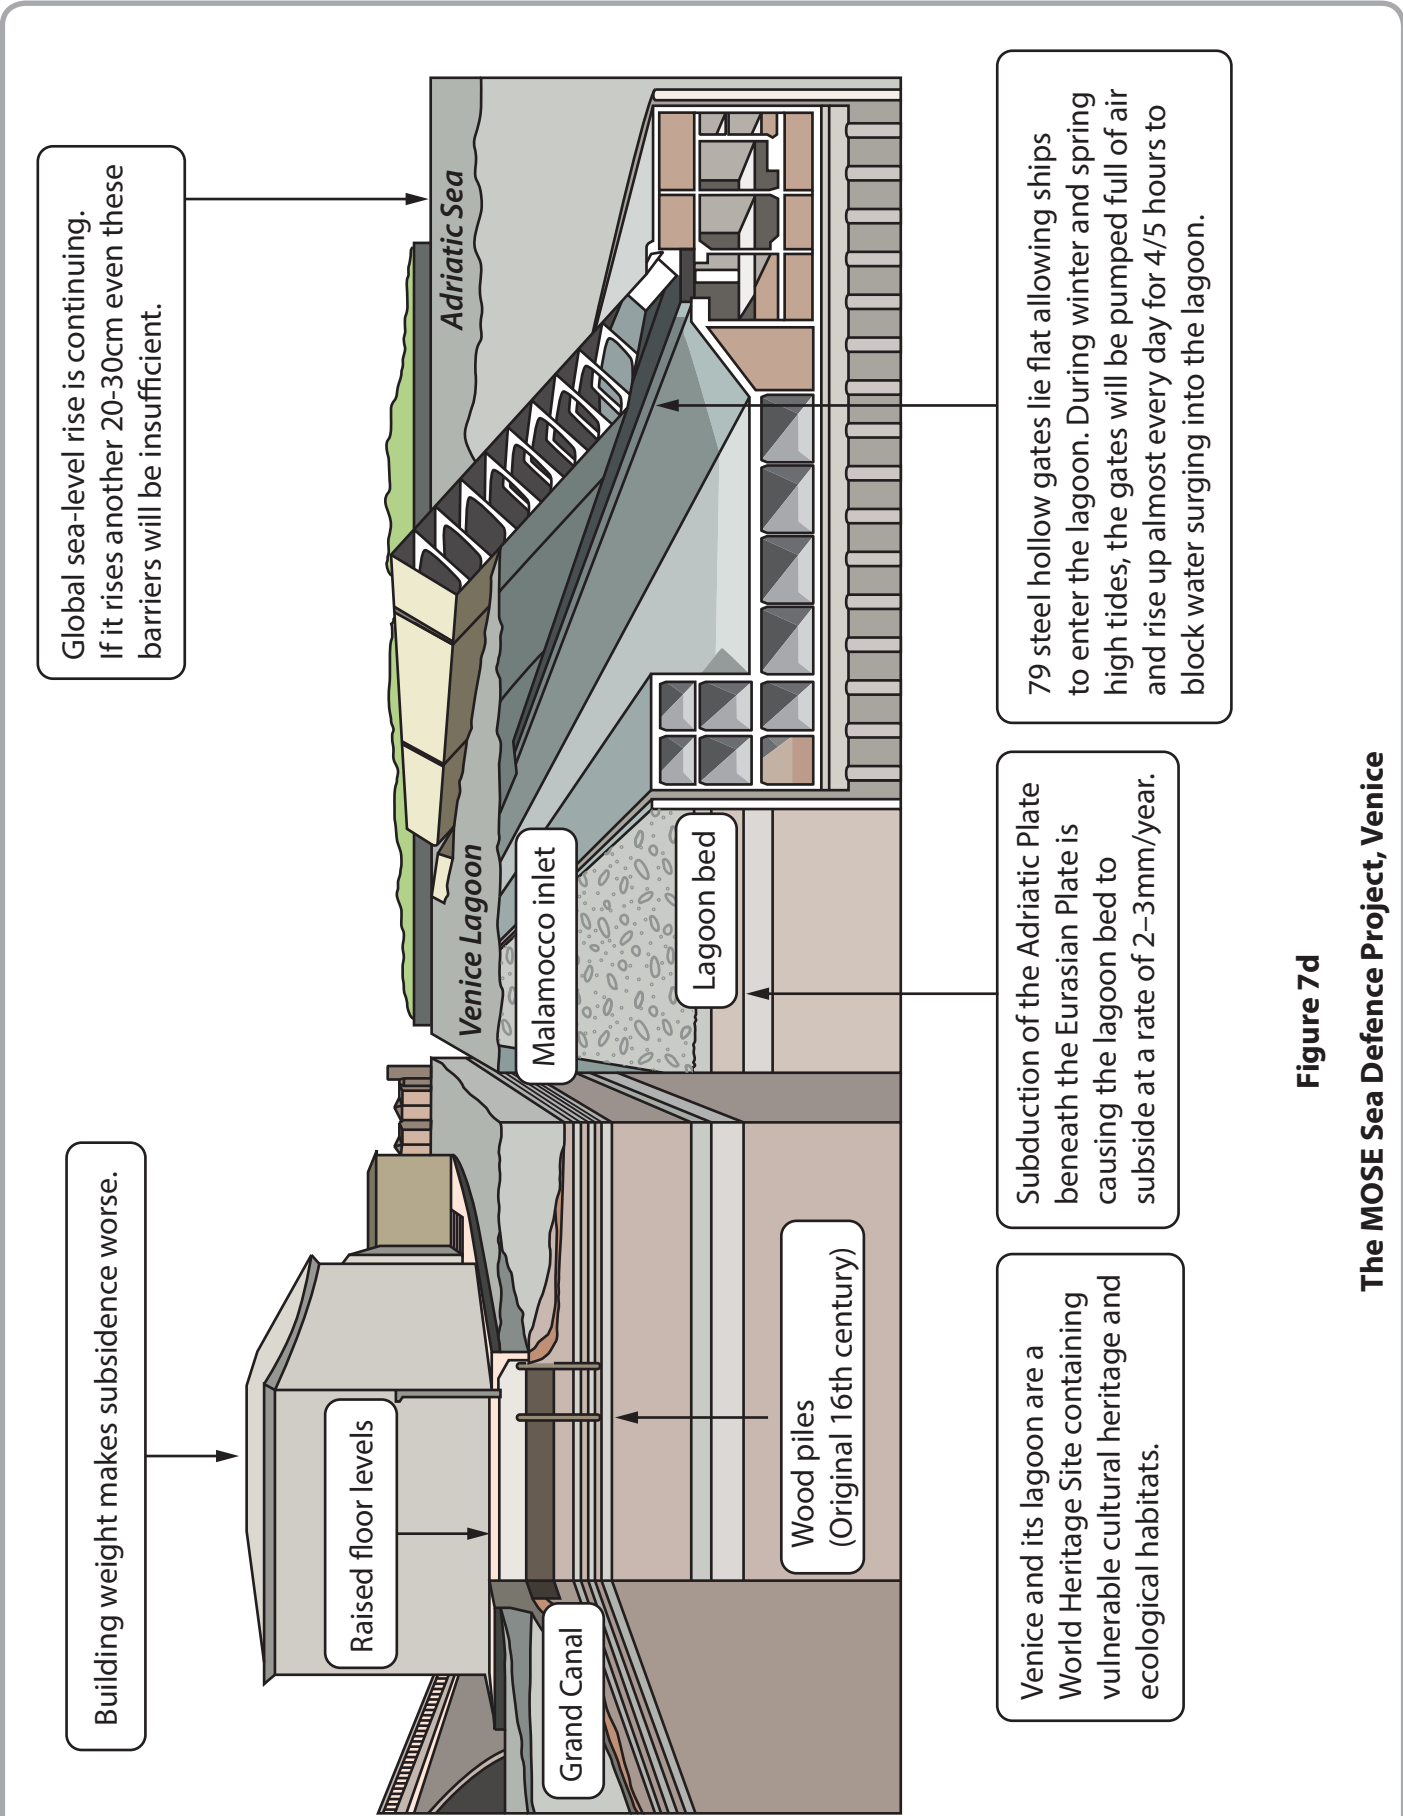 Building weight makes subsidence worse.
Global sea-level rise is continuing.
If it rises another 20-30cm even these
barriers will be insufficient.
Raised floor levels
Adriatic Sea
Venice Lagoon
Malamocco inlet
Grand Canal
Lagoon bed
Wood piles
(Original 16th century)
Venice and its lagoon are a
World Heritage Site containing
vulnerable cultural heritage and
ecological habitats.
Subduction of the Adriatic Plate
beneath the Eurasian Plate is
causing the lagoon bed to
subside at a rate of 2–3mm/year.
79 steel hollow gates lie flat allowing ships
to enter the lagoon. During winter and spring
high tides, the gates will be pumped full of air
and rise up almost every day for 4/5 hours to
block water surging into the lagoon.
Figure 7d
The MOSE Sea Defence Project, Venice